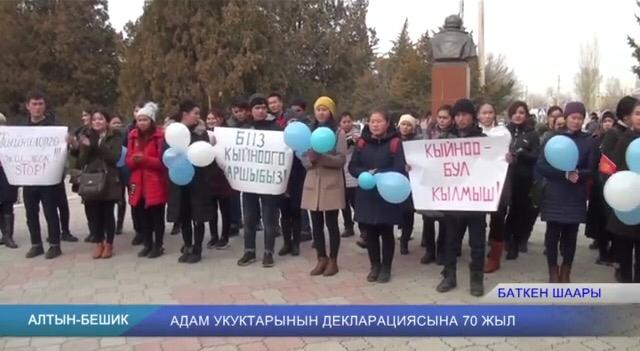 БИЗ
КЫЙНООГО
КАРШЫБЫЗ!
КЫЙНОО-
БУЛ
КЫЛМЫШ!
STOP!
БАТКЕН ШААРЫ
АЛТЫН-БЕШИК
АДАМ УКУКТАРЫНЫН ДЕКЛАРАЦИЯСЫНА 70 ЖЫЛ